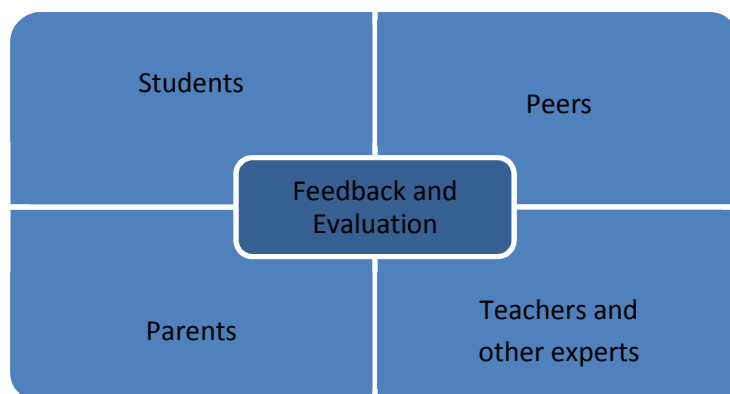 Students
Peers
Feedback and
Evaluation
Parents
Teachers and
other experts